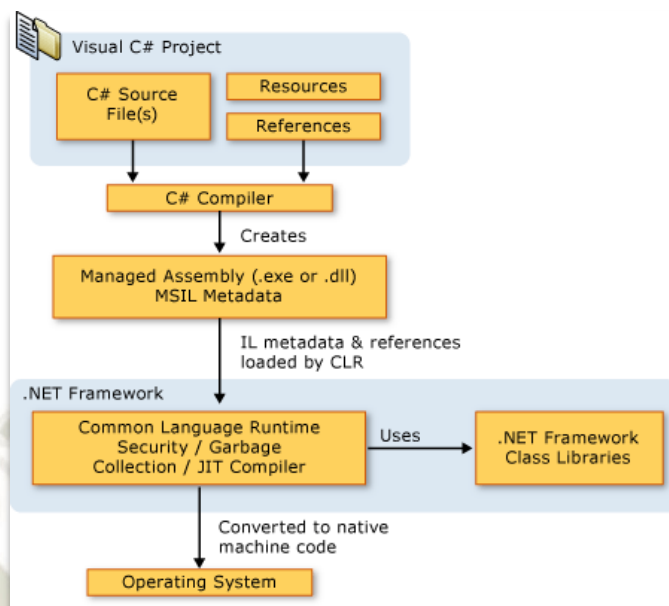 Visual C# Project
C# Source
File(s)
Resources
References
C# Compiler
Creates
Managed Assembly (.exe or .dll)
MSIL Metadata
IL metadata & references
loaded by CLR
.NET Framework
Common Language Runtime
Security / Garbage
Collection / JIT Compiler
Uses
.NET Framework
Class Libraries
Converted to native
machine code
Operating System